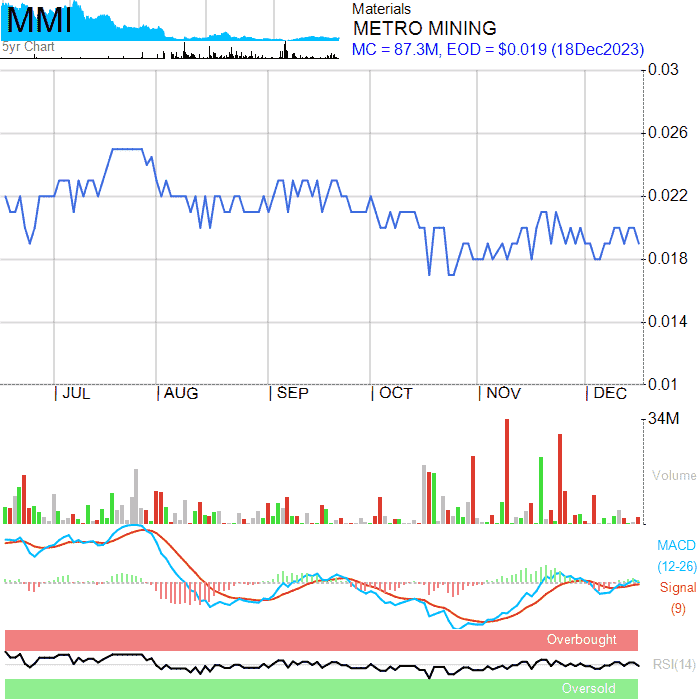 MMI
5yr Chart
Materials
METRO MINING
MC = 87.3M, EOD = $0.019 (18Dec2023)
0.03
0.026
0.022
0.018
0.014
0.01
JUL AUG SEP OCT NOV DEC
34M
Volume
MACD
(12-26)
Signal
(9)
Overbought
RSI(14)
Oversold